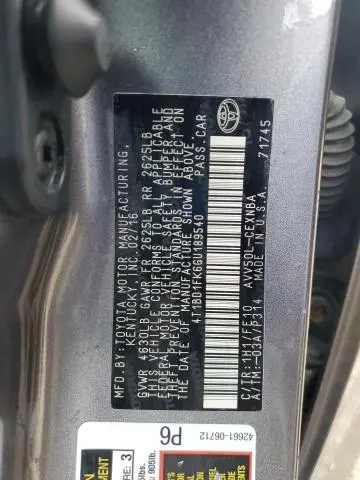 MFD.BY:TOYOTA MOTOR MANUFACTURING,
KENTUCKY, INC. 02/16
GVWR 4630LB GAWR FR 2625LB RR 2625LB
THIS VEHICLE CONFORMS TO ALL APPLICABLE
FEDERAL MOTOR VEHICLE SAFETY, BUMPER, AND
THEFT PREVENTION STANDARDS IN EFFECT ON
THE DATE OF MANUFACTURE SHOWN ABOVE.
4T1BD1FK6GU189540 PASS.CAR
C/TR:1H1/FE10 AVV50L-CEXNBA
A/TM:-03A/P314 MADE IN U.S.A.
71745
P6
42661-06712
RE: 3